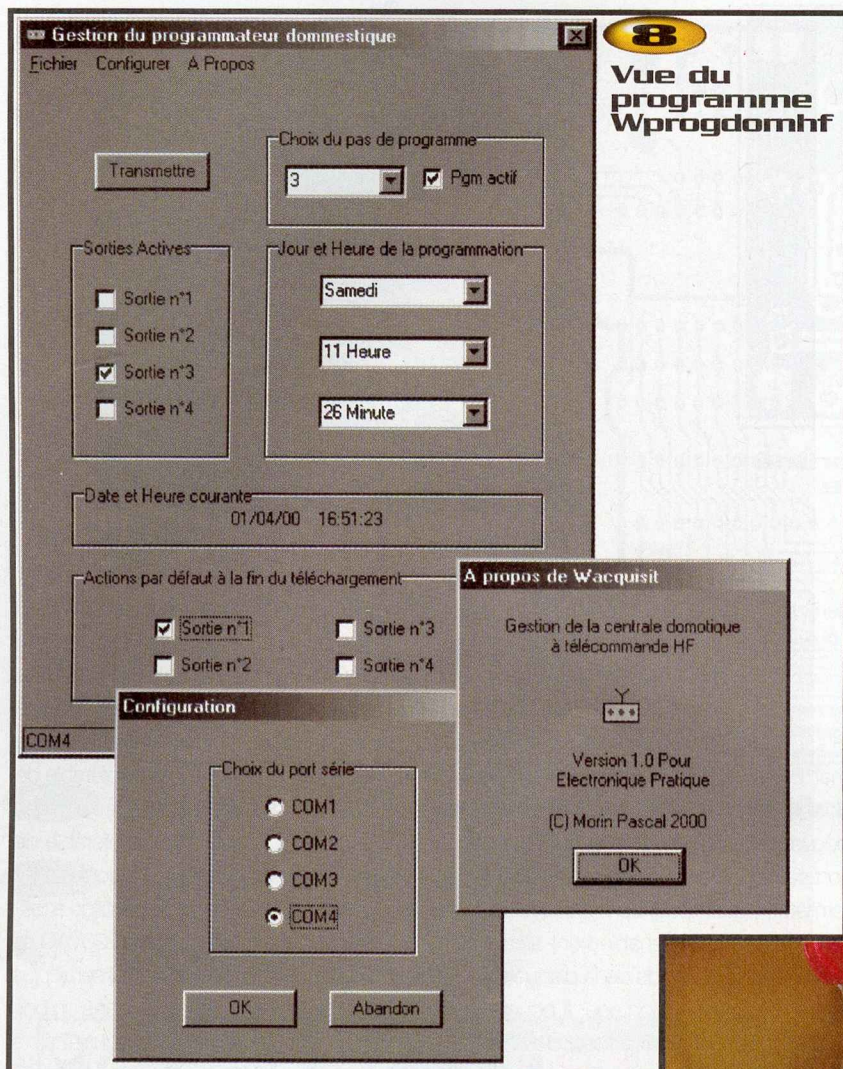 Gestion du programmateur dommestique
Fichier Configurer A Propos
Transmettre
Choix du pas de programme
3
Pgm actif
Sorties Actives
Sortie n°1
Sortie n°2
Sortie n°3
Sortie n°4
Jour et Heure de la programmation
Samedi
11 Heure
26 Minute
Date et Heure courante
01/04/00 16:51:23
Actions par défaut à la fin du téléchargement
Sortie n°1
Sortie n°3
Sortie n°2
Sortie n°4
COM4
Configuration
Choix du port série
COM1
COM2
COM3
COM4
OK
Abandon
A propos de Wacquisit
Gestion de la centrale domotique
à télécommande HF
Version 1.0 Pour
Electronique Pratique
(C) Morin Pascal 2000
OK
8
Vue du
programme
Wprogdomhf